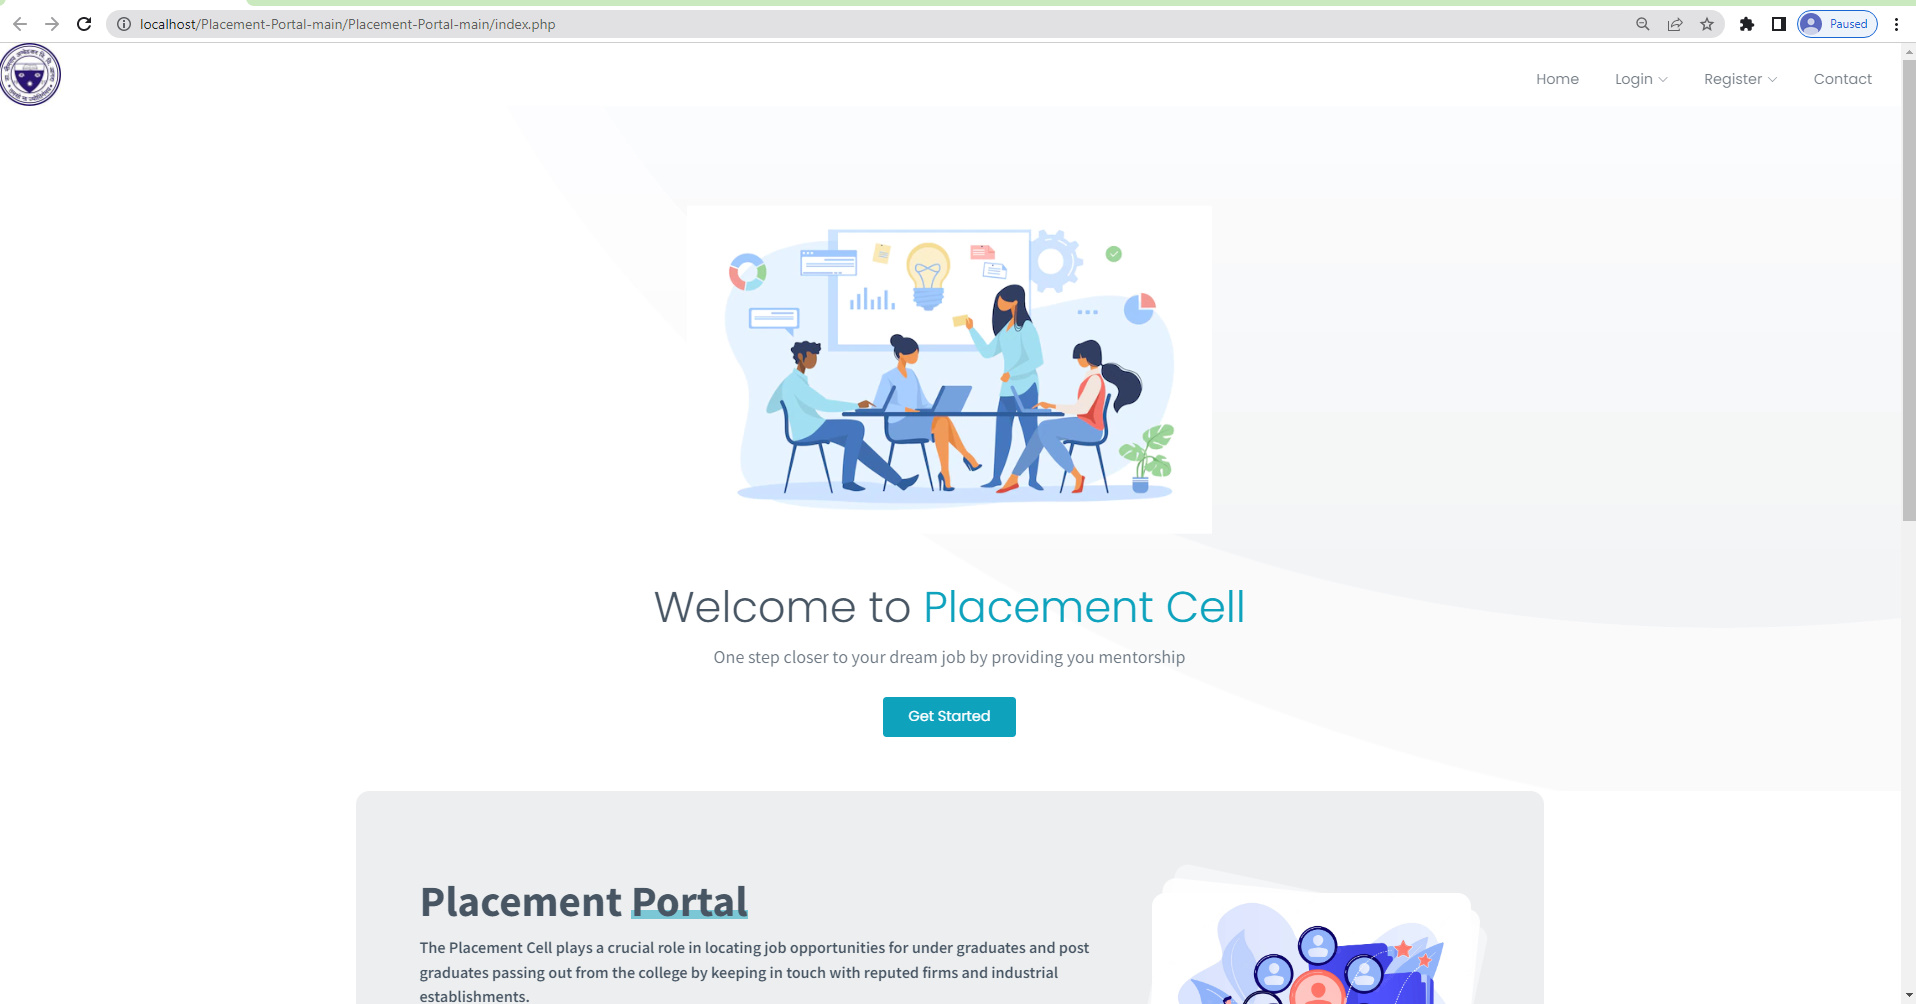 localhost/Placement-Portal-main/Placement-Portal-main/index.php
Paused
Home Login Register Contact
Welcome to Placement Cell
One step closer to your dream job by providing you mentorship
Get Started
Placement Portal
The Placement Cell plays a crucial role in locating job opportunities for under graduates and post
graduates passing out from the college by keeping in touch with reputed firms and industrial
establishments.